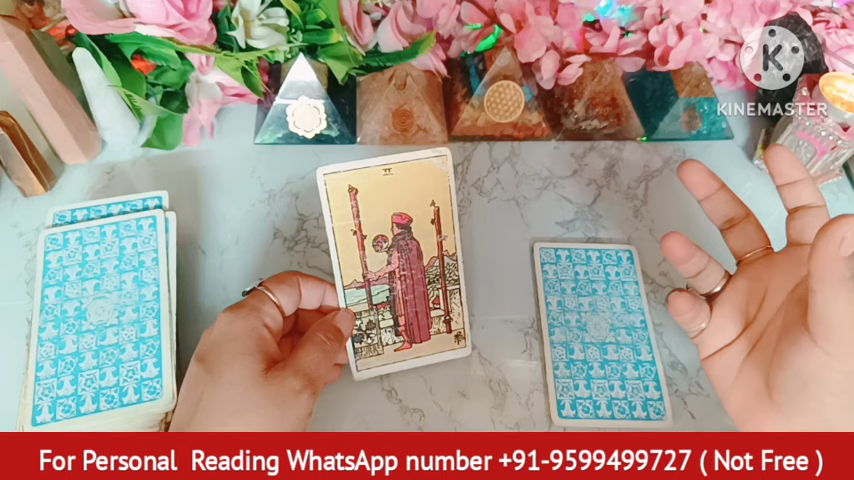 K
KINEMASTER
II
For Personal Reading WhatsApp number +91-9599499727 ( Not Free )